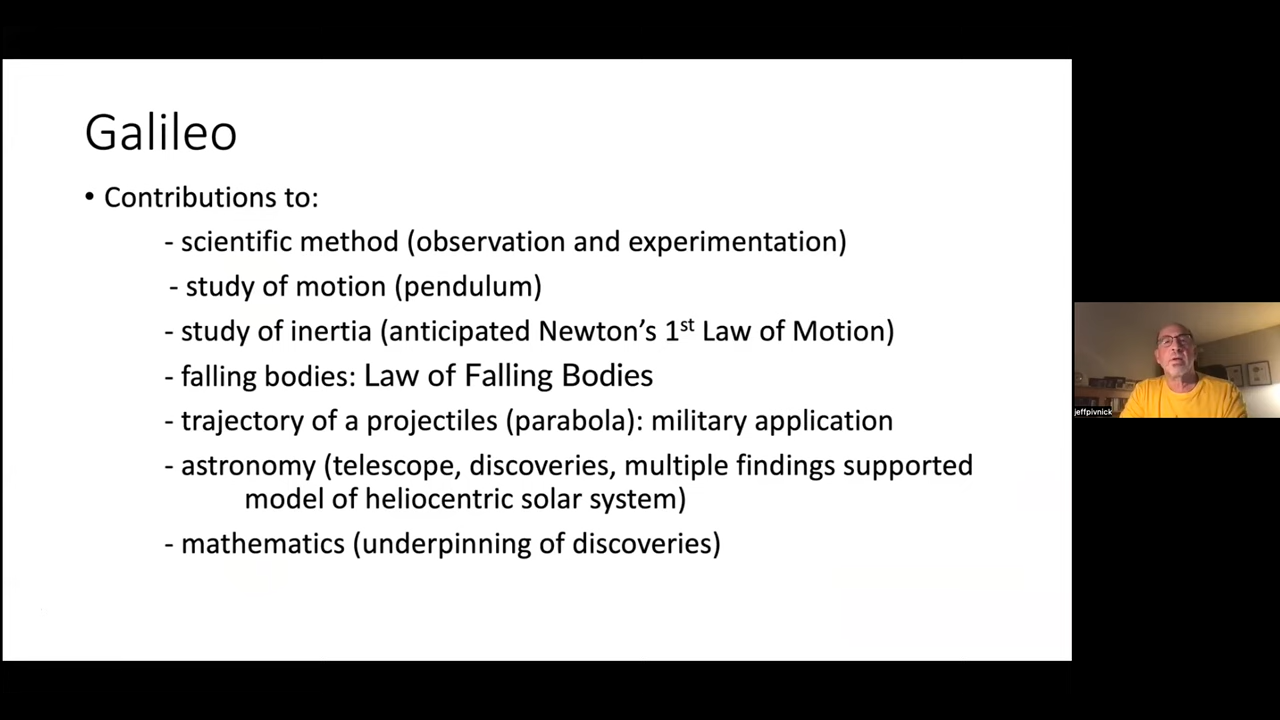 Galileo
• Contributions to:
- scientific method (observation and experimentation)
- study of motion (pendulum)
- study of inertia (anticipated Newton’s 1st Law of Motion)
- falling bodies: Law of Falling Bodies
- trajectory of a projectiles (parabola): military application
- astronomy (telescope, discoveries, multiple findings supported
model of heliocentric solar system)
- mathematics (underpinning of discoveries)
jeffpivnick